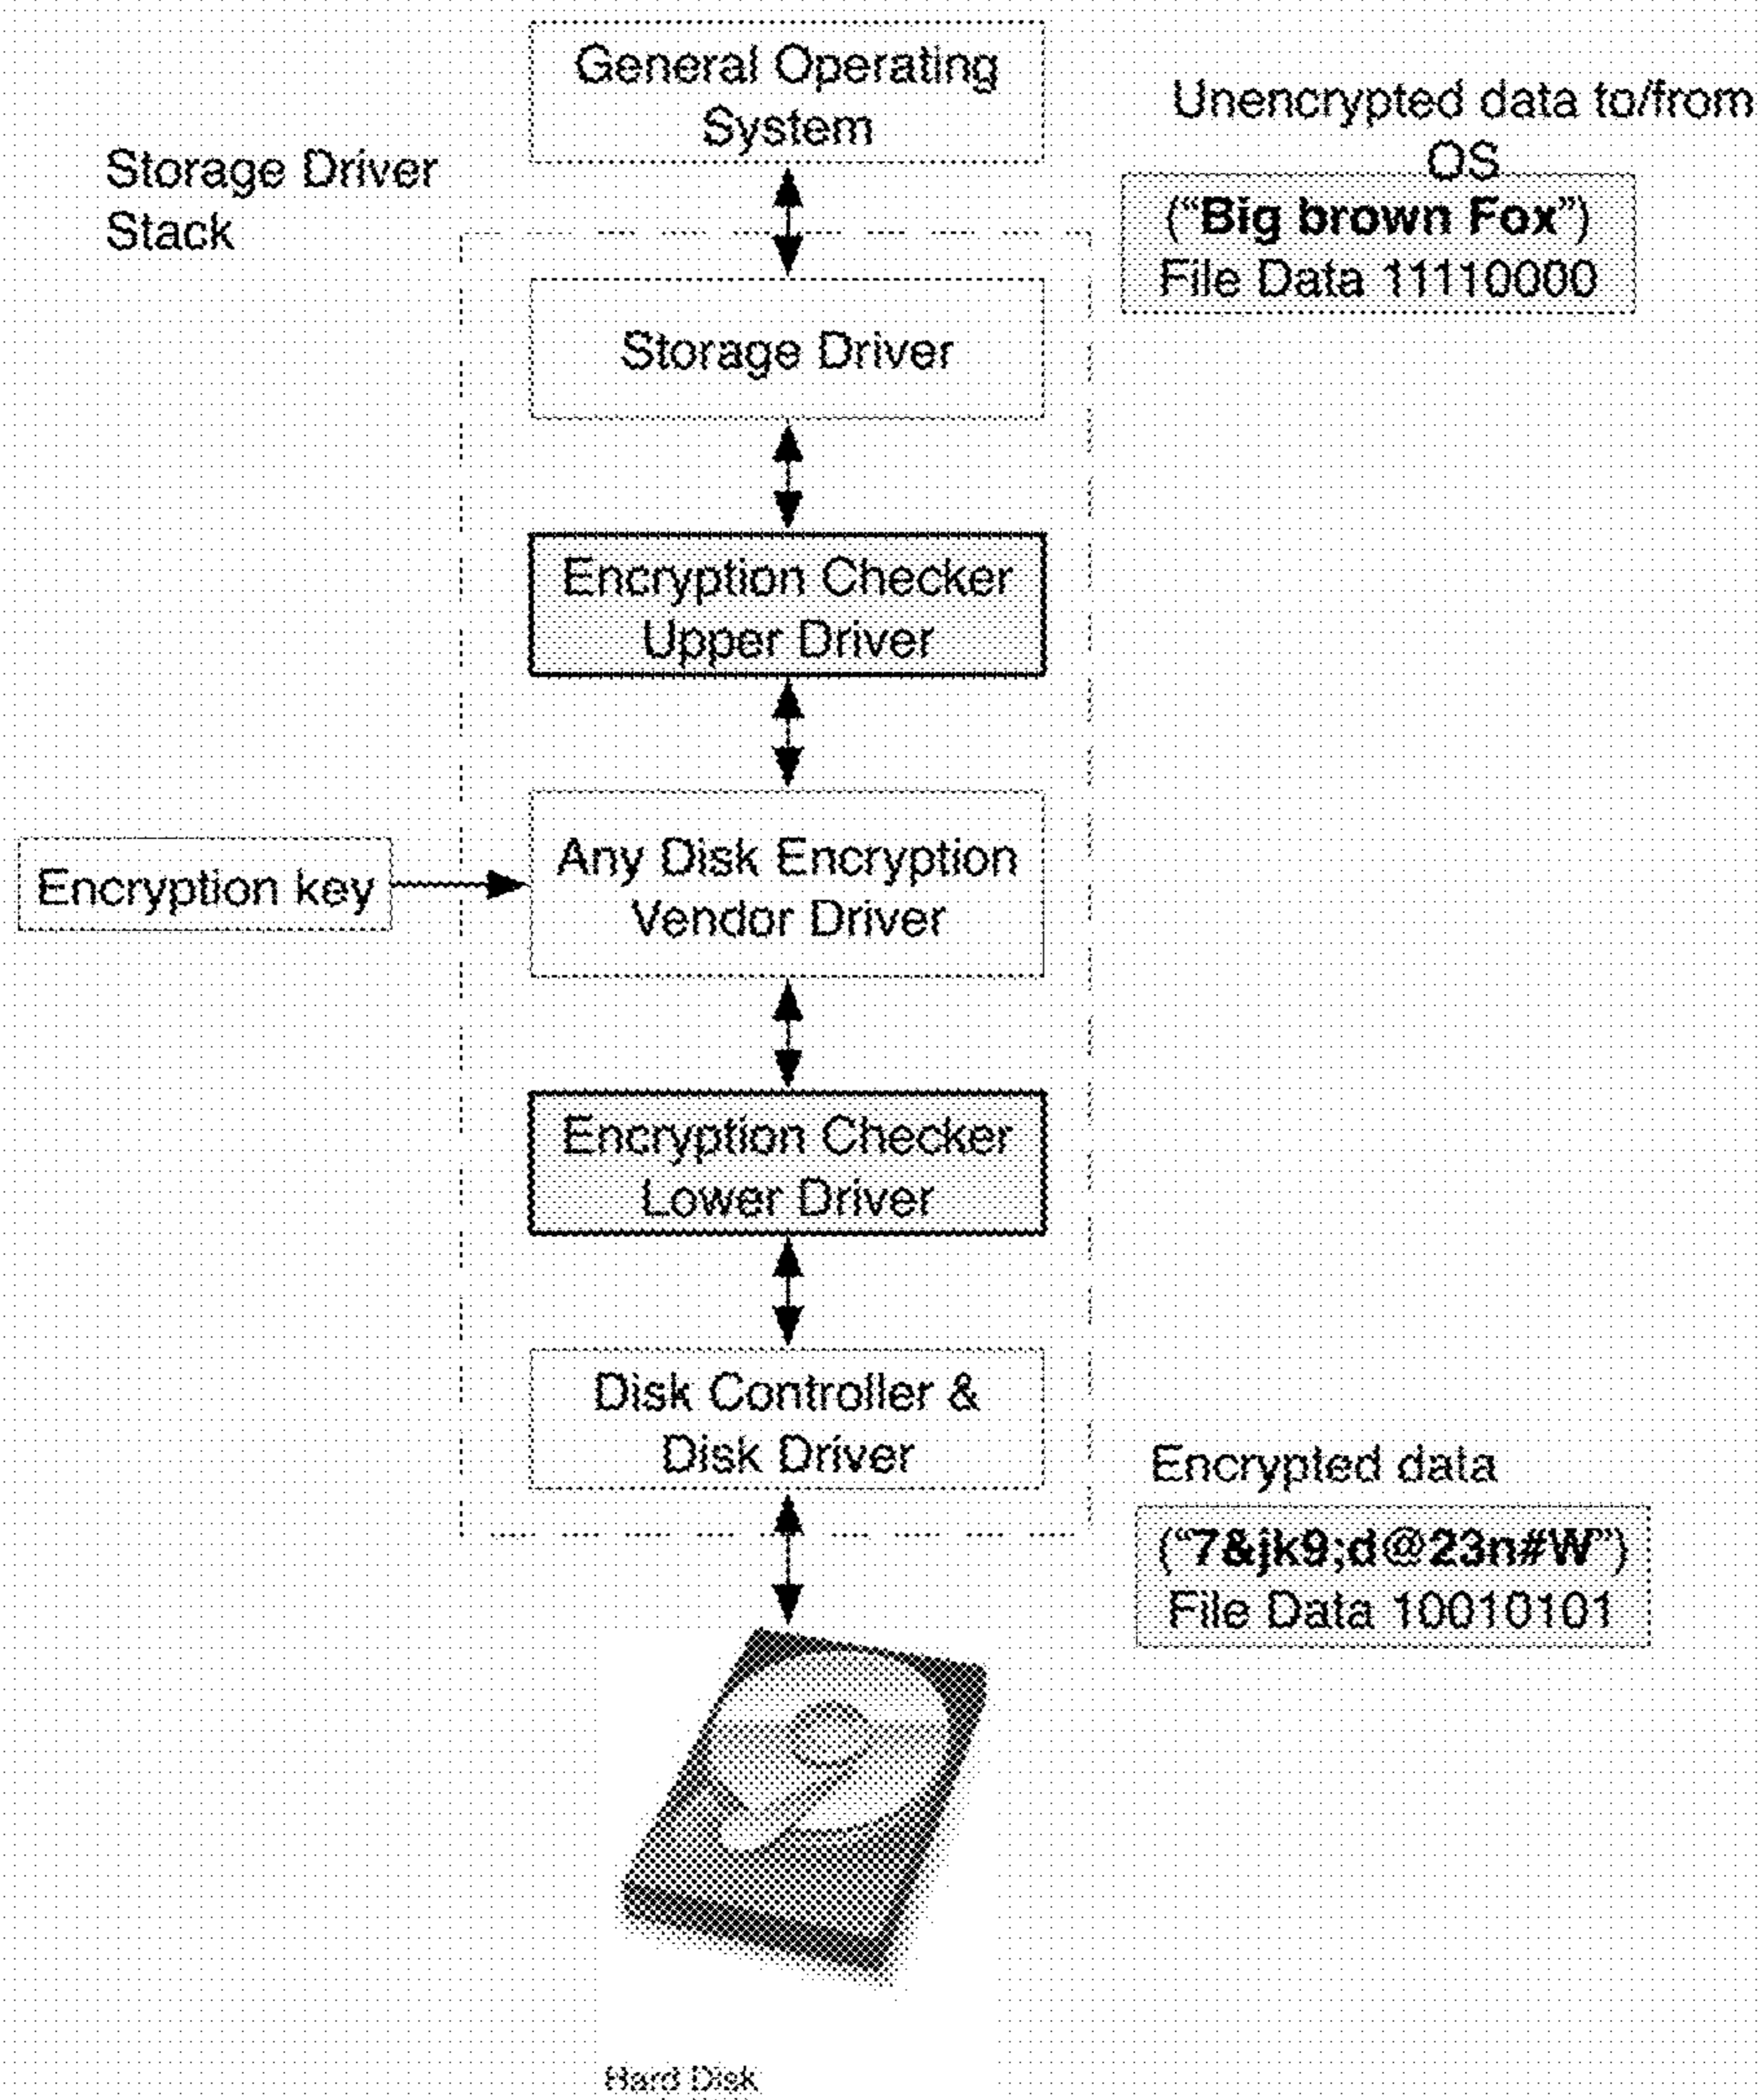 General Operating
System
Unencrypted data to/from
OS
("Big brown Fox")
File Data 11110000
Storage Driver
Stack
Storage Driver
Encryption Checker
Upper Driver
Encryption key
Any Disk Encryption
Vendor Driver
Encryption Checker
Lower Driver
Disk Controller &
Disk Driver
Encrypted data
("7&jk9;d@23n#W")
File Data 10010101
Hard Disk